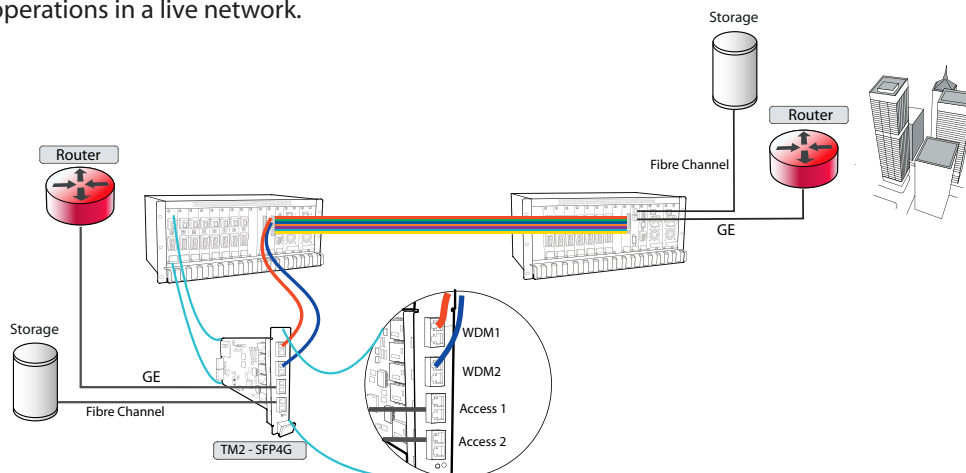 operations in a live network.
Storage
Router
Fibre Channel
GE
Router
Storage
GE
Fibre Channel
TM2 - SFP4G
WDM1
WDM2
Access 1
Access 2